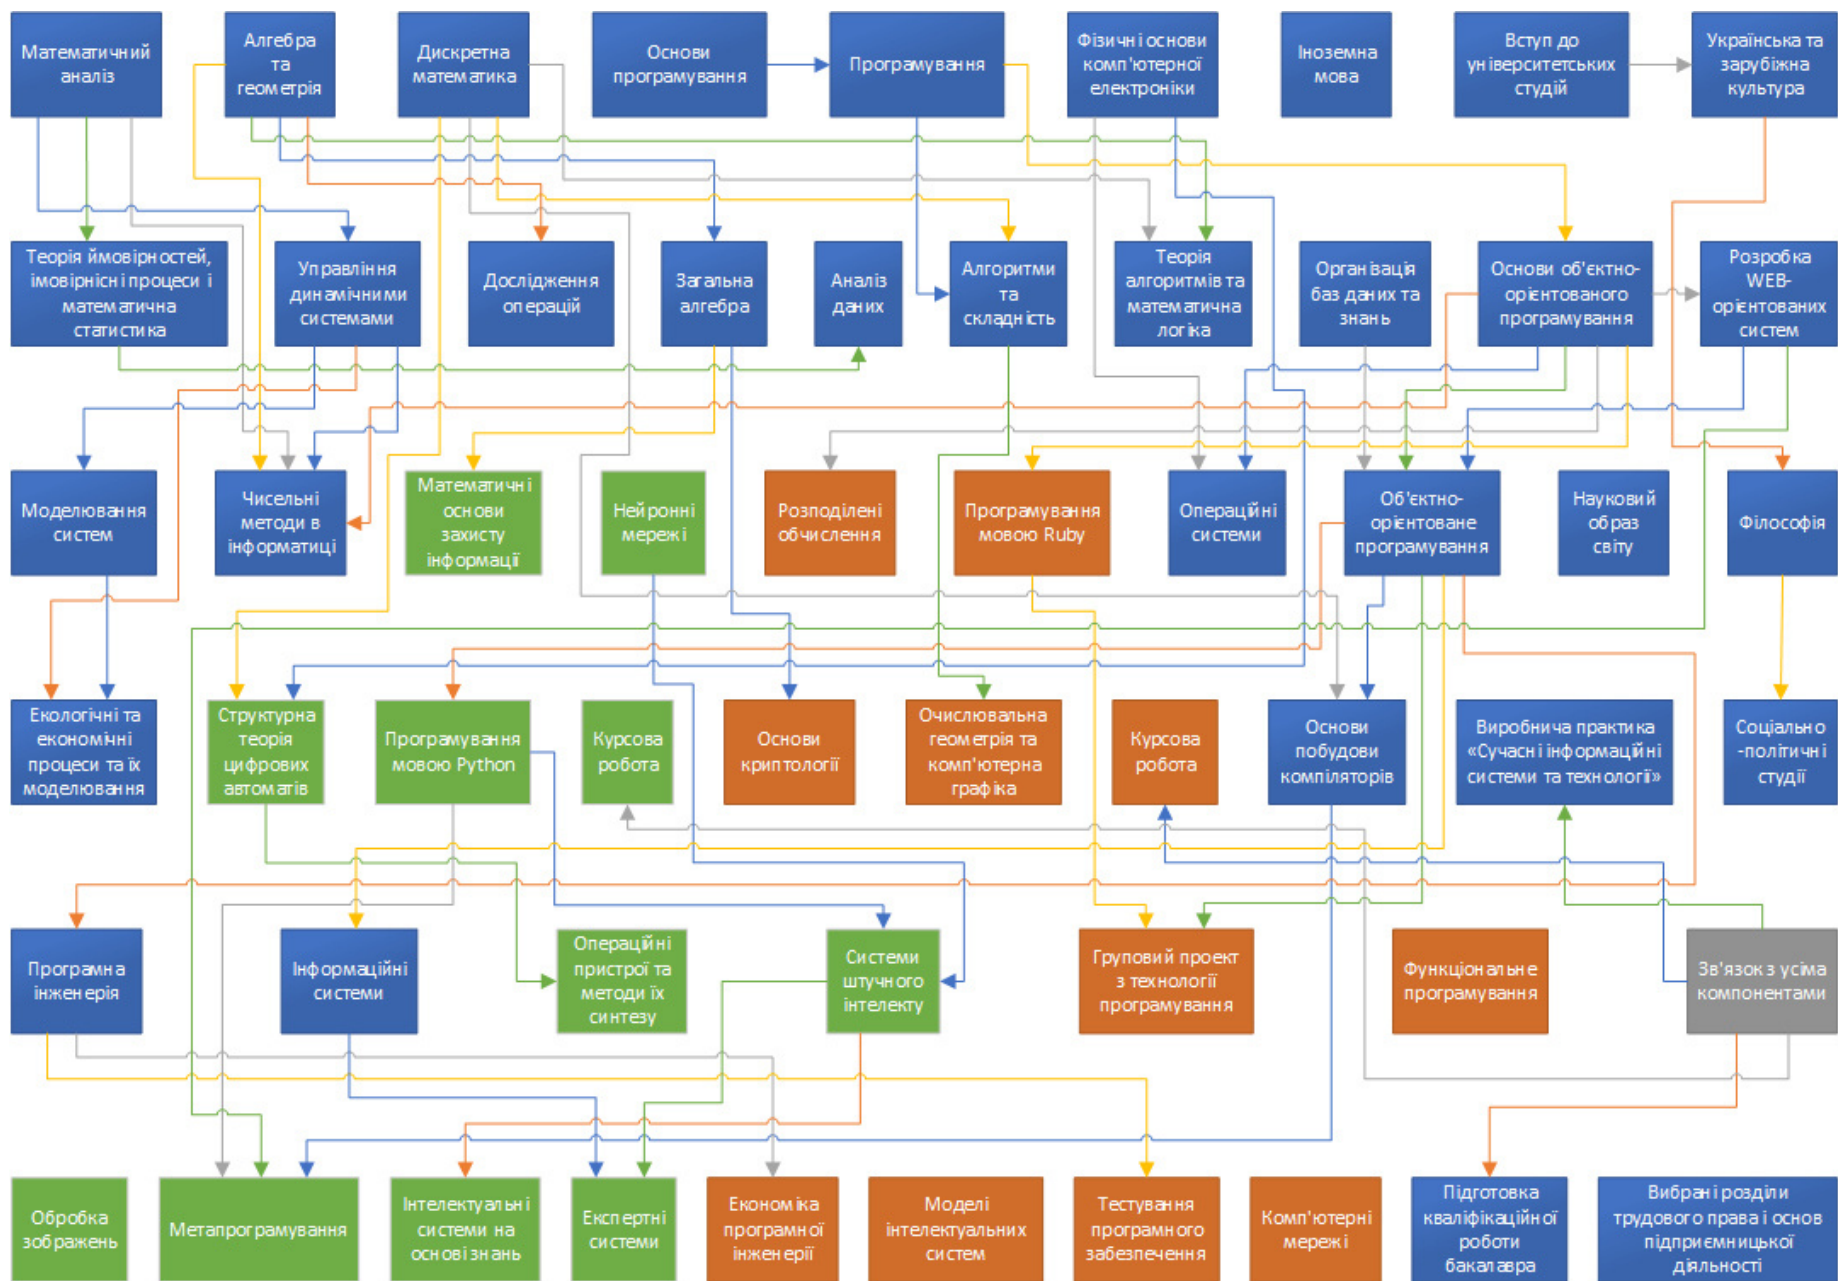 Математичний
аналіз
Алгебра
та
геометрія
Дискретна
математика
Основи
програмування
Програмування
Фізичні основи
комп'ютерної
електроніки
Іноземна
мова
Вступ до
університетських
студій
Українська та
зарубіжна
культура
Теорія ймовірностей,
імовірнісні процеси і
математична
статистика
Управління
динамічними
системами
Дослідження
операцій
Загальна
алгебра
Аналіз
даних
Алгоритми
та
складність
Теорія
алгоритмів та
математична
логіка
Організація
баз даних та
знань
Основи об'єктно-
орієнтованого
програмування
Розробка
WEB-
орієнтованих
систем
Моделювання
систем
Чисельні
методи в
інформатиці
Математичні
основи
захисту
інформації
Нейронні
мережі
Розподілені
обчислення
Програмування
мовою Ruby
Операційні
системи
Об'єктно-
орієнтоване
програмування
Науковий
образ
світу
Філософія
Екологічні та
економічні
процеси та їх
моделювання
Структурна
теорія
цифрових
автоматів
Програмування
мовою Python
Курсова
робота
Основи
криптології
Очислювальна
геометрія та
комп'ютерна
графіка
Курсова
робота
Основи
побудови
компіляторів
Виробнича практика
«Сучасні інформаційні
системи та технології»
Соціально
-політичні
студії
Програмна
інженерія
Інформаційні
системи
Операційні
пристрої та
методи їх
синтезу
Системи
штучного
інтелекту
Груповий проект
з технології
програмування
Функціональне
програмування
Зв'язок з усіма
компонентами
Обробка
зображень
Метапрограмування
Інтелектуальні
системи на
основі знань
Експертні
системи
Економіка
програмної
інженерії
Моделі
інтелектуальних
систем
Тестування
програмного
забезпечення
Комп'ютерні
мережі
Підготовка
кваліфікаційної
роботи
бакалавра
Вибрані розділи
трудового права і основ
підприємницької
діяльності